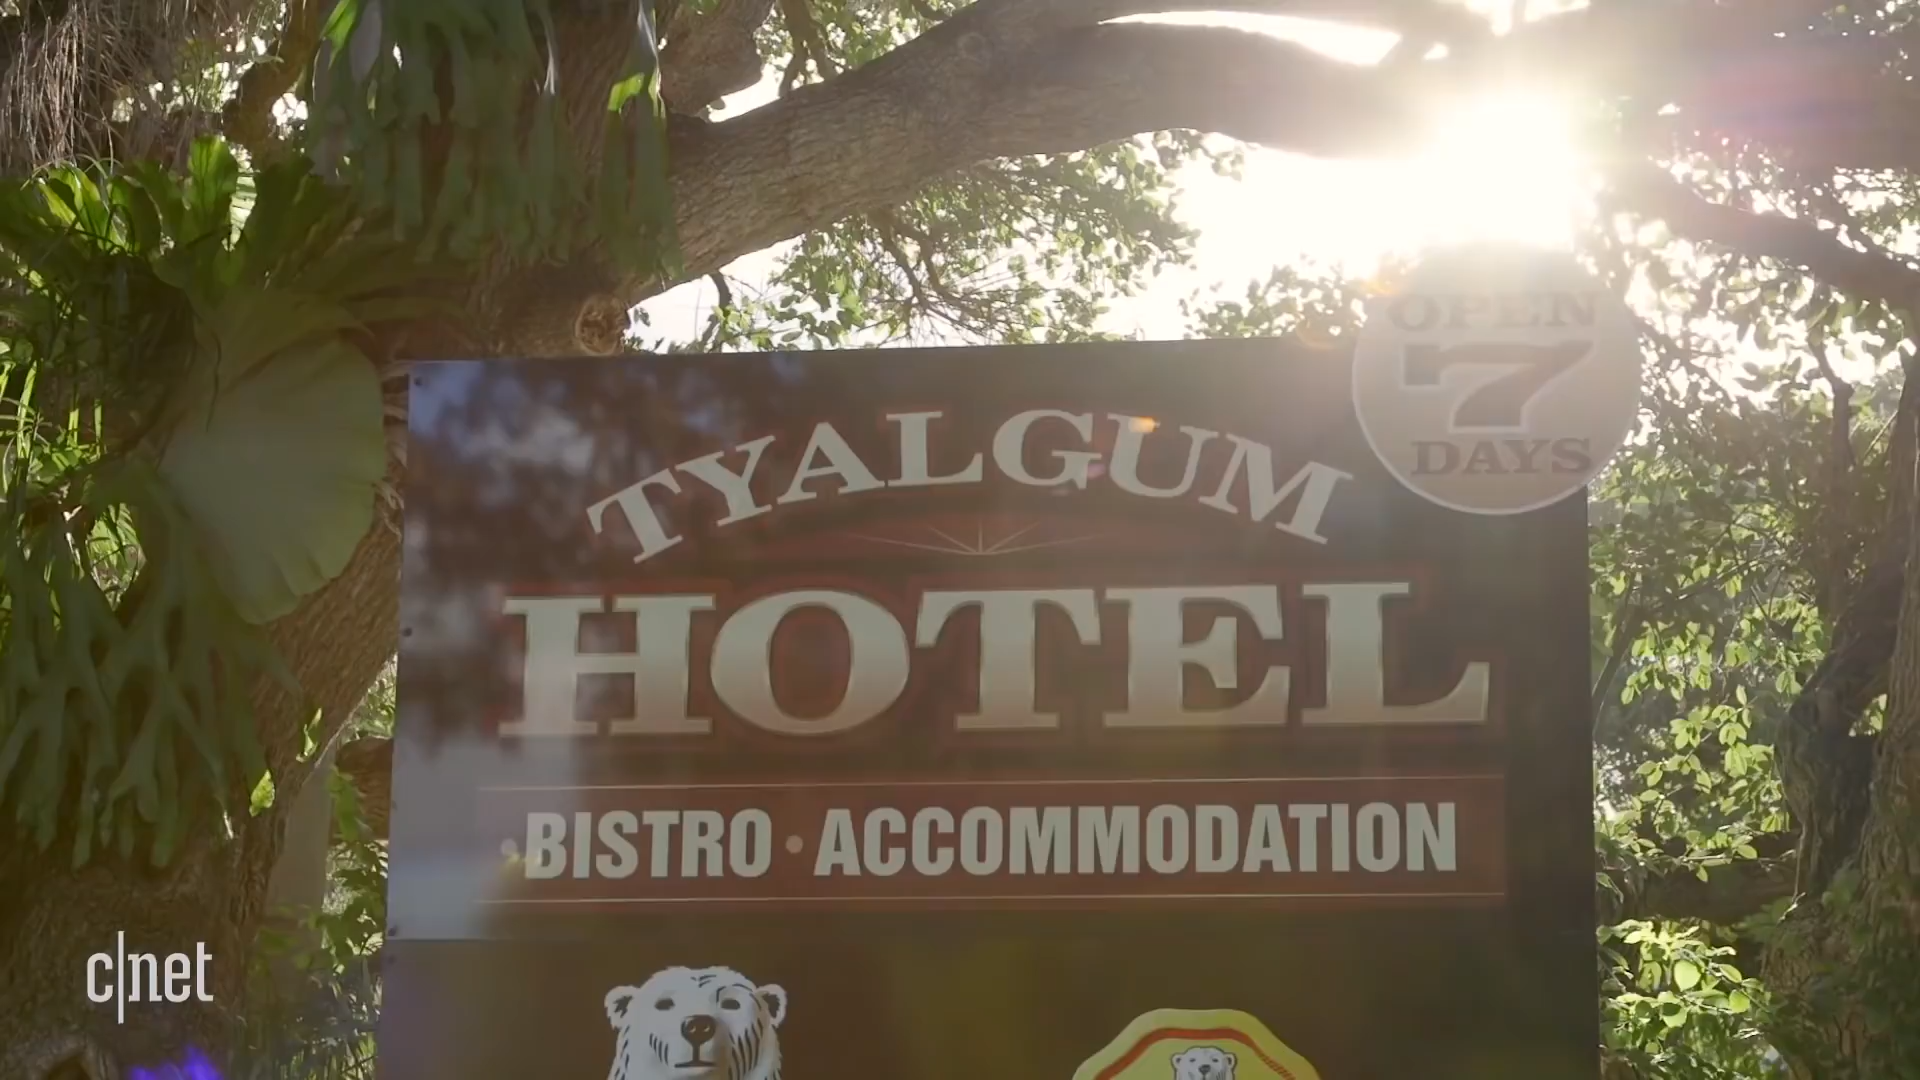 OPEN
7
DAYS
TYALGUM
HOTEL
• BISTRO • ACCOMMODATION
c|net